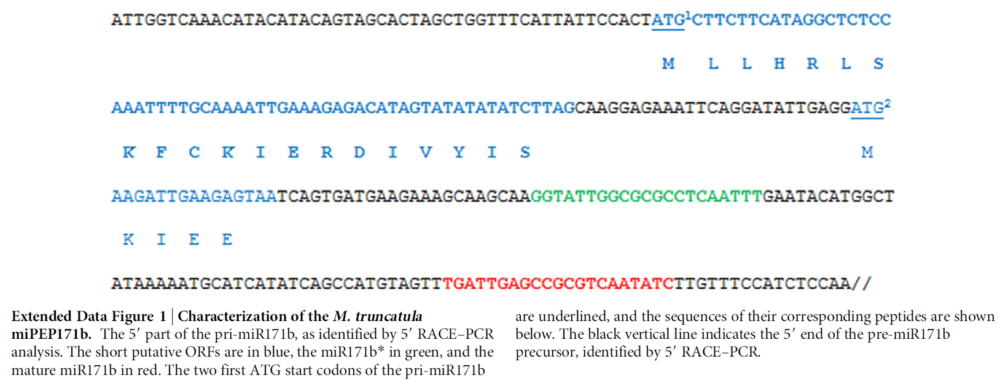 ATTGGTCAAACATACATACAGTAGCACTAGCTGGTTTCATTATTCCACTATG¹CTTCTTCATAGGCTCTCC
M L L H R L S
AAATTTTGCAAAATTGAAAGAGACATAGTATATATATCTTAGCAAGGAGAAATTCAGGATATTGAGGATG²
K F C K I E R D I V Y I S M
AAGATTGAAGAGTAATCAGTGATGAAGAAAGCAAGCAAGGTATTGGCGCGCCTCAATTTGAATACATGGCT
K I E E
ATAAAAATGCATCATATCAGCCATGTAGTTTGATTGAGCCGCGTCAATATCTTGTTTCCATCTCCAA//
Extended Data Figure 1 | Characterization of the M. truncatula
miPEP171b. The 5′ part of the pri-miR171b, as identified by 5′ RACE–PCR
analysis. The short putative ORFs are in blue, the miR171b* in green, and the
mature miR171b in red. The two first ATG start codons of the pri-miR171b
are underlined, and the sequences of their corresponding peptides are shown
below. The black vertical line indicates the 5′ end of the pre-miR171b
precursor, identified by 5′ RACE–PCR.